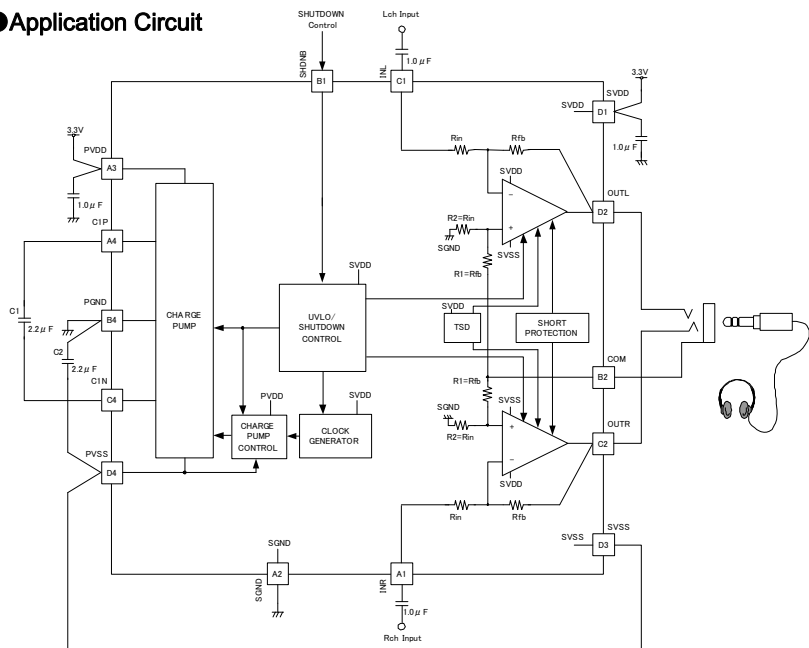 ●Application Circuit
SHUTDOWN
Control
Lch Input
1.0μF
SHDNB
B1
INL
C1
3.3V
SVDD
SVDD
D1
1.0μF
3.3V
PVDD
A3
1.0μF
C1P
A4
Rin
Rfb
SVDD
OUTL
D2
-
+
R2=Rin
SGND
SVSS
R1=Rfb
C1
2.2μF
PGND
B4
C2
2.2μF
C1N
C4
CHARGE
PUMP
SVDD
UVLO/
SHUTDOWN
CONTROL
SVDD
TSD
SHORT
PROTECTION
COM
B2
R1=Rfb
PVDD
SVDD
CHARGE
PUMP
CONTROL
CLOCK
GENERATOR
SGND
R2=Rin
SVSS
+
-
SVDD
OUTR
C2
PVSS
D4
Rin
Rfb
SVSS
SVSS
D3
SGND
SGND
A2
INR
A1
1.0μF
Rch Input